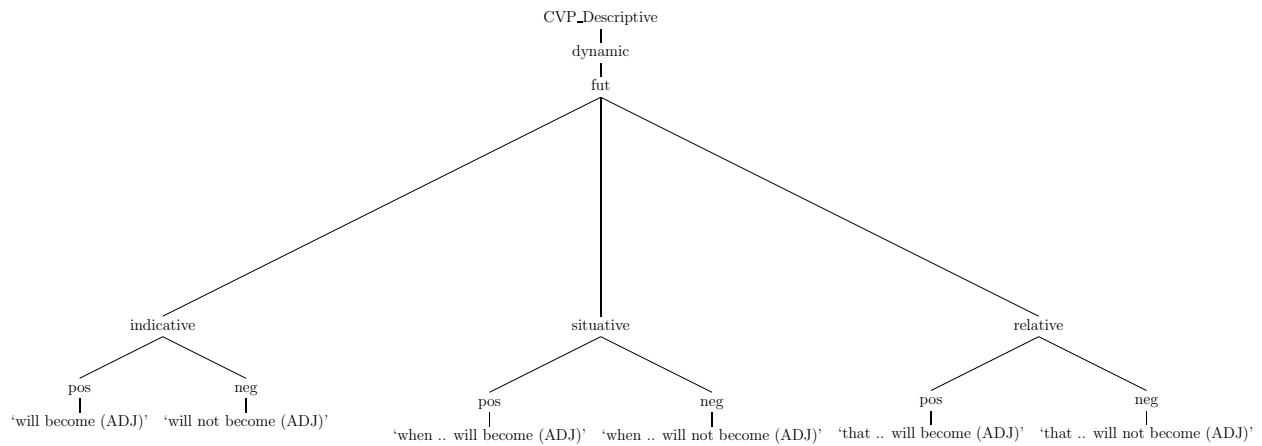 CVP_Descriptive
dynamic
fut
indicative situative relative
pos neg pos neg pos neg
‘will become (ADJ)’ ‘will not become (ADJ)’ ‘when .. will become (ADJ)’ ‘when .. will not become (ADJ)’ ‘that .. will become (ADJ)’ ‘that .. will not become (ADJ)’